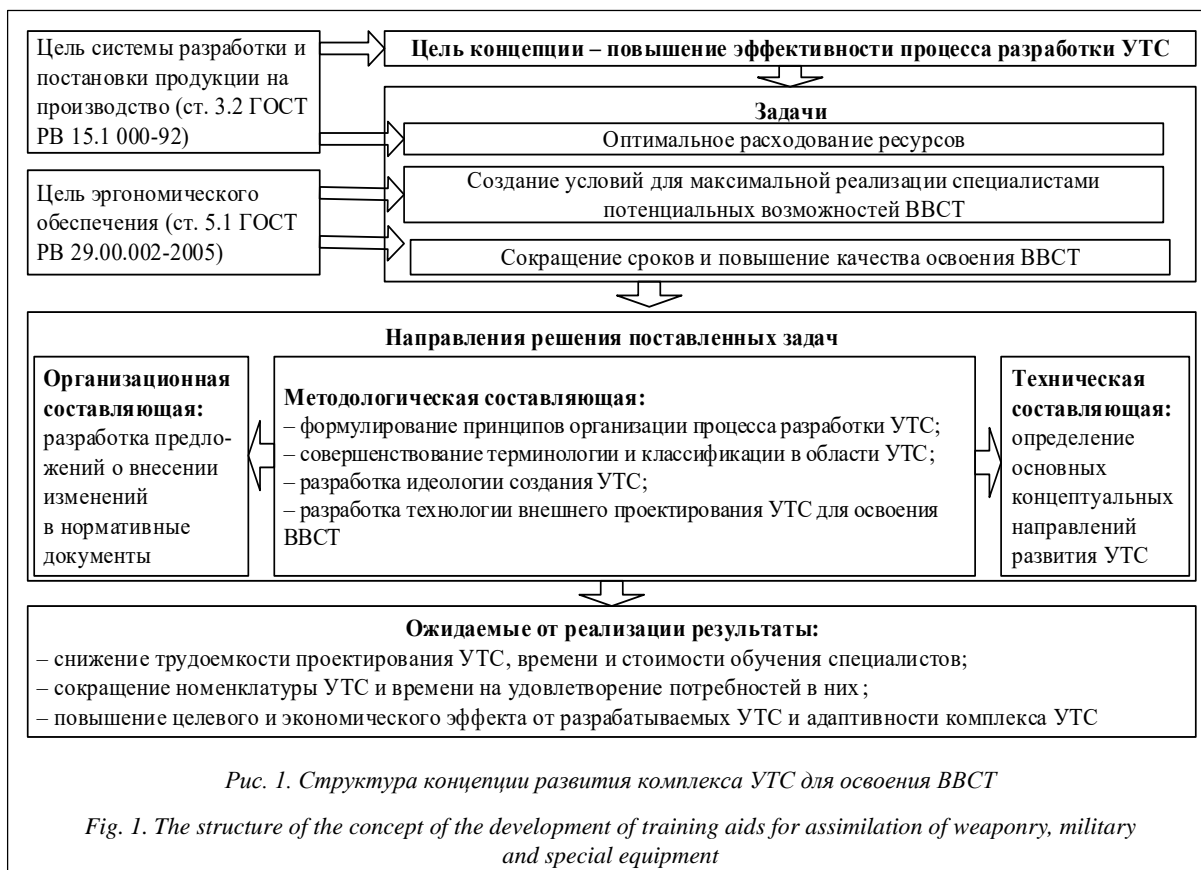 Цель системы разработки и
постановки продукции на
производство (ст. 3.2 ГОСТ
РВ 15.1 000-92)
Цель концепции – повышение эффективности процесса разработки УТС
Задачи
Оптимальное расходование ресурсов
Цель эргономического
обеспечения (ст. 5.1 ГОСТ
РВ 29.00.002-2005)
Создание условий для максимальной реализации специалистами
потенциальных возможностей ВВСТ
Сокращение сроков и повышение качества освоения ВВСТ
Направления решения поставленных задач
Организационная
составляющая:
разработка предло-
жений о внесении
изменений
в нормативные
документы
Методологическая составляющая:
– формулирование принципов организации процесса разработки УТС;
– совершенствование терминологии и классификации в области УТС;
– разработка идеологии создания УТС;
– разработка технологии внешнего проектирования УТС для освоения
ВВСТ
Техническая
составляющая:
определение
основных
концептуальных
направлений
развития УТС
Ожидаемые от реализации результаты:
– снижение трудоемкости проектирования УТС, времени и стоимости обучения специалистов;
– сокращение номенклатуры УТС и времени на удовлетворение потребностей в них;
– повышение целевого и экономического эффекта от разрабатываемых УТС и адаптивности комплекса УТС
Рис. 1. Структура концепции развития комплекса УТС для освоения ВВСТ
Fig. 1. The structure of the concept of the development of training aids for assimilation of weaponry, military
and special equipment